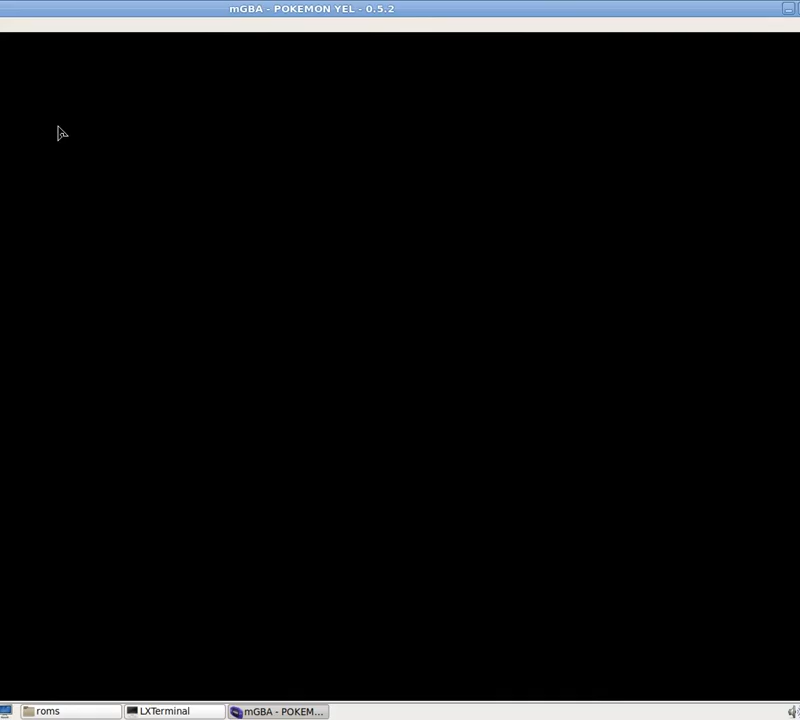 mGBA - POKEMON YEL - 0.5.2
roms
LXTerminal
mGBA - POKEM...